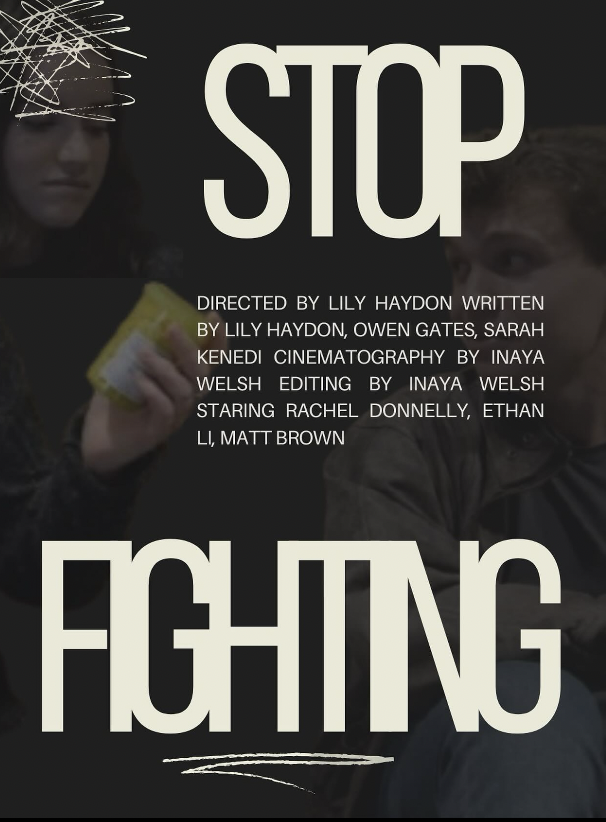 STOP
DIRECTED BY LILY HAYDON WRITTEN
BY LILY HAYDON, OWEN GATES, SARAH
KENEDI CINEMATOGRAPHY BY INAYA
WELSH EDITING BY INAYA WELSH
STARING RACHEL DONNELLY, ETHAN
LI, MATT BROWN
FIGHTING